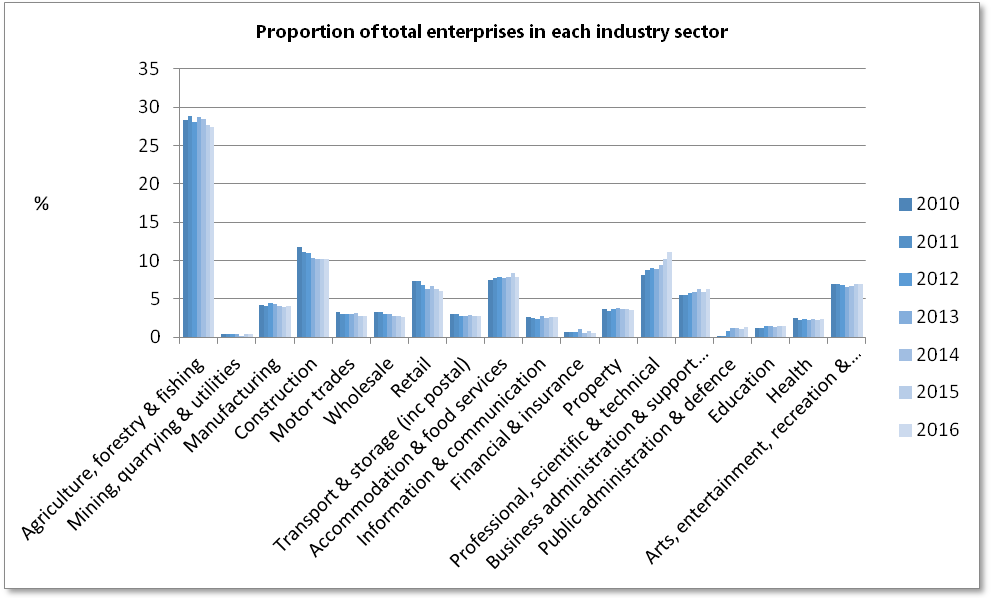 Proportion of total enterprises in each industry sector
35
30
25
20
15
10
5
0
%
Agriculture, forestry & fishing
Mining, quarrying & utilities
Manufacturing
Construction
Motor trades
Wholesale
Retail
Transport & storage (inc postal)
Accommodation & food services
Information & communication
Financial & insurance
Property
Professional, scientific & technical
Business administration & support...
Public administration & defence
Education
Health
Arts, entertainment, recreation &...
2010
2011
2012
2013
2014
2015
2016